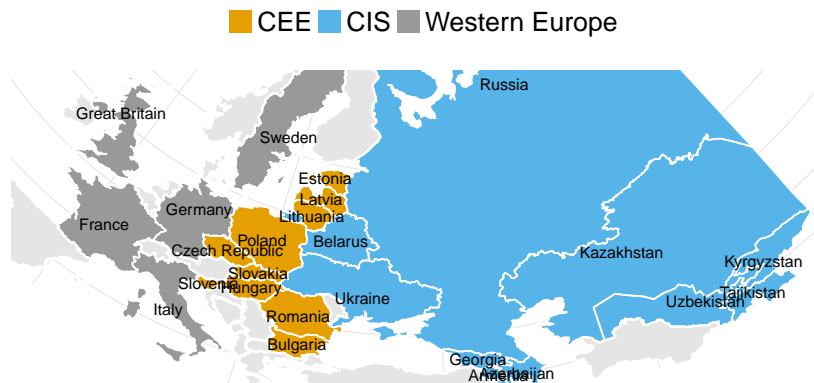 CEE CIS Western Europe
Russia
Great Britain
Sweden
Estonia
Latvia
Lithuania
Germany
France
Poland
Belarus
Czech Republic
Kazakhstan
Kyrgyzstan
Slovakia
Slovenia
Hungary
Tajikistan
Ukraine
Uzbekistan
Italy
Romania
Bulgaria
Georgia
Azerbaijan
Armenia